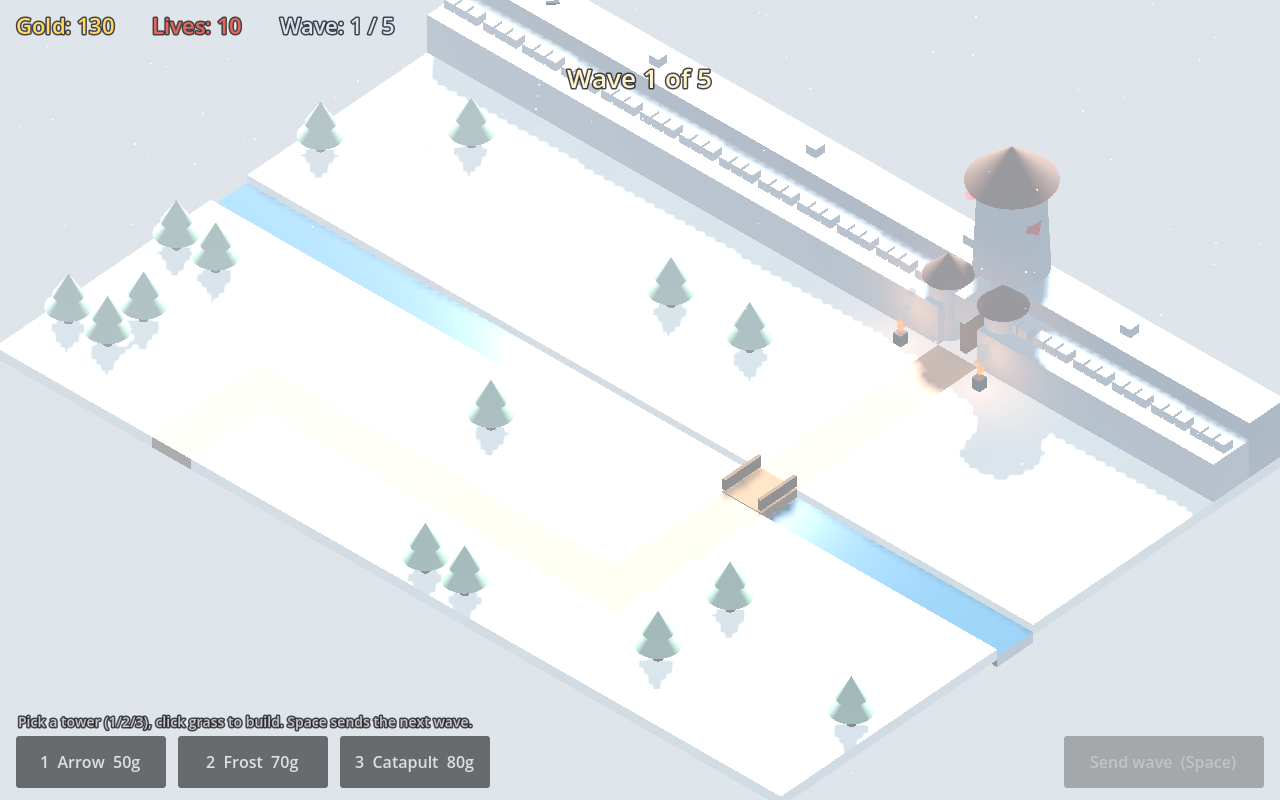 Gold: 130 Lives: 10 Wave: 1 / 5
Wave 1 of 5
Pick a tower (1/2/3), click grass to build. Space sends the next wave.
1 Arrow 50g
2 Frost 70g
3 Catapult 80g
Send wave (Space)